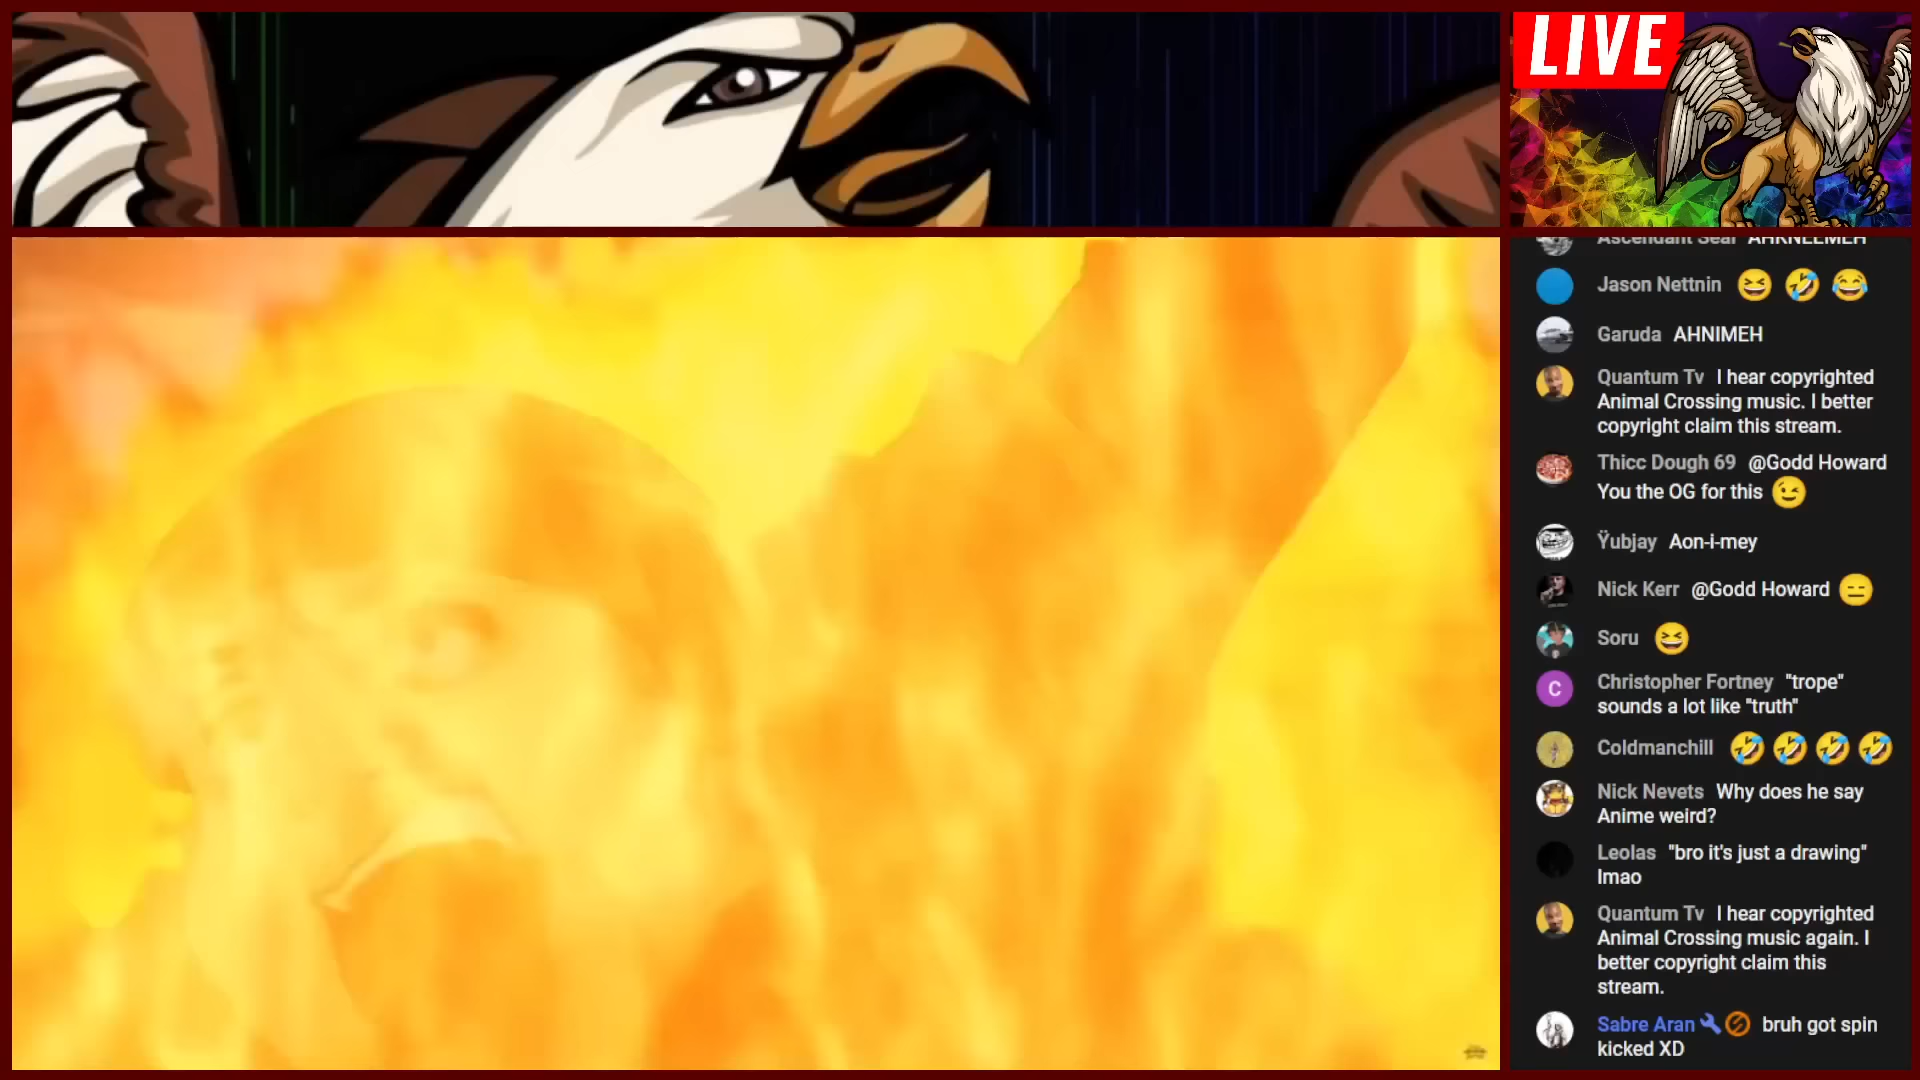 LIVE
Ascendant Seal AHKNEEMEH
Jason Nettnin
Garuda AHNIMEH
Quantum Tv I hear copyrighted
Animal Crossing music. I better
copyright claim this stream.
Thicc Dough 69 @Godd Howard
You the OG for this
Ÿubjay Aon-i-mey
Nick Kerr @Godd Howard
Soru
C
Christopher Fortney "trope"
sounds a lot like "truth"
Coldmanchill
Nick Nevets Why does he say
Anime weird?
Leolas "bro it's just a drawing"
lmao
Quantum Tv I hear copyrighted
Animal Crossing music again. I
better copyright claim this
stream.
Sabre Aran bruh got spin
kicked XD